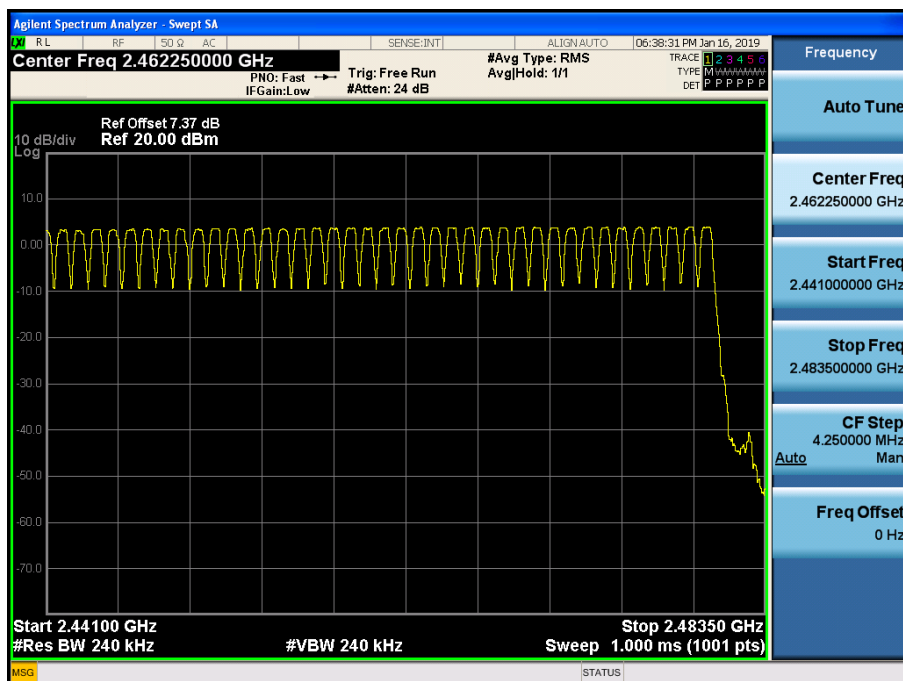 Agilent Spectrum Analyzer - Swept SA
LXI RL RF 50 Ω AC SENSE:INT ALIGNAUTO 06:38:31 PM Jan 16, 2019
Center Freq 2.462250000 GHz
PNO: Fast
IFGain:Low
Trig: Free Run
#Atten: 24 dB
#Avg Type: RMS
Avg|Hold: 1/1
TRACE 1 2 3 4 5 6
TYPE M WWWWW
DET P P P P P P
Ref Offset 7.37 dB
10 dB/div Ref 20.00 dBm
Log
10.0
0.00
-10.0
-20.0
-30.0
-40.0
-50.0
-60.0
-70.0
Start 2.44100 GHz Stop 2.48350 GHz
#Res BW 240 kHz #VBW 240 kHz Sweep 1.000 ms (1001 pts)
MSG STATUS
Frequency
Auto Tune
Center Freq
2.462250000 GHz
Start Freq
2.441000000 GHz
Stop Freq
2.483500000 GHz
CF Step
4.250000 MHz
Auto Man
Freq Offset
0 Hz